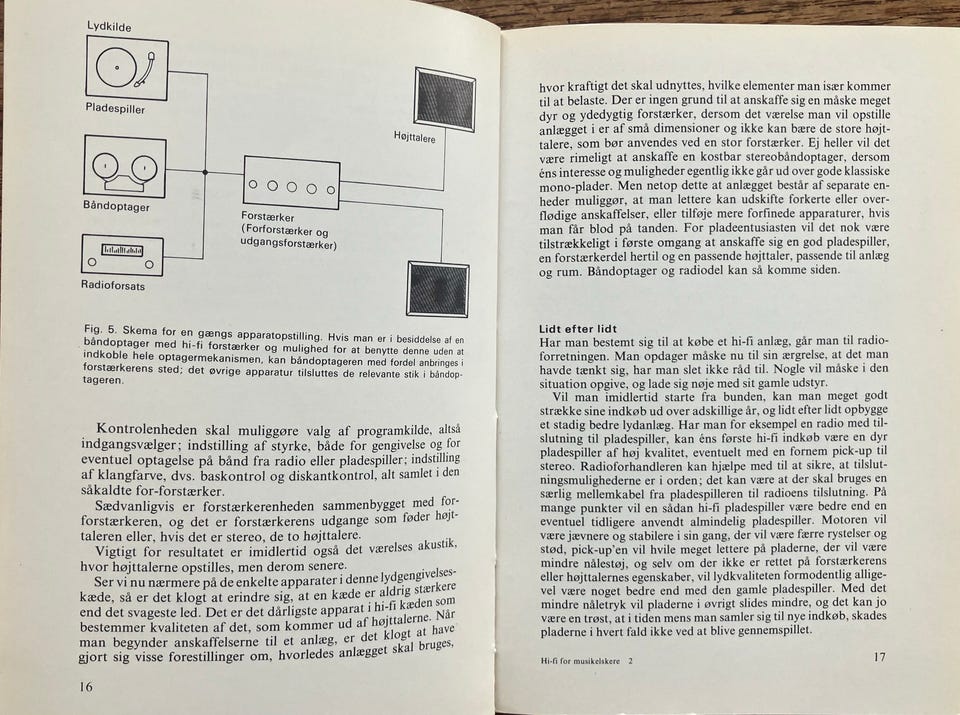 Lydkilde
Pladespiller
Båndoptager
Radioforsats
Højttalere
Forstærker
(Forforstærker og
udgangsforstærker)
Fig. 5. Skema for en gængs apparatopstilling. Hvis man er i besiddelse af en
båndoptager med hi-fi forstærker og mulighed for at benytte denne uden at
indkoble hele optagermekanismen, kan båndoptageren med fordel anbringes i
forstærkerens sted; det øvrige apparatur tilsluttes de relevante stik i båndop-
tageren.
Kontrolenheden skal muliggøre valg af programkilde, altså
indgangsvælger; indstilling af styrke, både for gengivelse og for
eventuel optagelse på bånd fra radio eller pladespiller; indstilling
af klangfarve, dvs. baskontrol og diskantkontrol, alt samlet i den
såkaldte for-forstærker.
Sædvanligvis er forstærkerenheden sammenbygget med for-
forstærkeren, og det er forstærkerens udgange som føder højt-
taleren eller, hvis det er stereo, de to højttalere.
Vigtigt for resultatet er imidlertid også det værelses akustik,
hvor højttalerne opstilles, men derom senere.
Ser vi nu nærmere på de enkelte apparater i denne lydgengivelses-
kæde, så er det klogt at erindre sig, at en kæde er aldrig stærkere
end det svageste led. Det er det dårligste apparat i hi-fi kæden som
bestemmer kvaliteten af det, som kommer ud af højttalerne. Når
man begynder anskaffelserne til et anlæg, er det klogt at have
gjort sig visse forestillinger om, hvorledes anlægget skal bruges,
16
hvor kraftigt det skal udnyttes, hvilke elementer man især kommer
til at belaste. Der er ingen grund til at anskaffe sig en måske meget
dyr og ydedygtig forstærker, dersom det værelse man vil opstille
anlægget i er af små dimensioner og ikke kan bære de store højt-
talere, som bør anvendes ved en stor forstærker. Ej heller vil det
være rimeligt at anskaffe en kostbar stereobåndoptager, dersom
éns interesse og muligheder egentlig ikke går ud over gode klassiske
mono-plader. Men netop dette at anlægget består af separate en-
heder muliggør, at man lettere kan udskifte forkerte eller over-
flødige anskaffelser, eller tilføje mere forfinede apparaturer, hvis
man får blod på tanden. For pladeentusiasten vil det nok være
tilstrækkeligt i første omgang at anskaffe sig en god pladespiller,
en forstærkerdel hertil og en passende højttaler, passende til anlæg
og rum. Båndoptager og radiodel kan så komme siden.
Lidt efter lidt
Har man bestemt sig til at købe et hi-fi anlæg, går man til radio-
forretningen. Man opdager måske nu til sin ærgrelse, at det man
havde tænkt sig, har man slet ikke råd til. Nogle vil måske i den
situation opgive, og lade sig nøje med sit gamle udstyr.
Vil man imidlertid starte fra bunden, kan man meget godt
strække sine indkøb ud over adskillige år, og lidt efter lidt opbygge
et stadig bedre lydanlæg. Har man for eksempel en radio med til-
slutning til pladespiller, kan éns første hi-fi indkøb være en dyr
pladespiller af høj kvalitet, eventuelt med en fornem pick-up til
stereo. Radioforhandleren kan hjælpe med til at sikre, at tilslut-
ningsmulighederne er i orden; det kan være at der skal bruges en
særlig mellemkabel fra pladespilleren til radioens tilslutning. På
mange punkter vil en sådan hi-fi pladespiller være bedre end en
eventuel tidligere anvendt almindelig pladespiller. Motoren vil
være jævnere og stabilere i sin gang, der vil være færre rystelser og
stød, pick-up'en vil hvile meget lettere på pladerne, der vil være
mindre nålestøj, og selv om der ikke er rettet på forstærkerens
eller højttalernes egenskaber, vil lydkvaliteten formodentlig allige-
vel være noget bedre end med den gamle pladespiller. Med det
mindre nåletryk vil pladerne i øvrigt slides mindre, og det kan jo
være en trøst, at i tiden mens man samler sig til nye indkøb, skades
pladerne i hvert fald ikke ved at blive gennemspillet.
Hi-fi for musikelskere 2
17